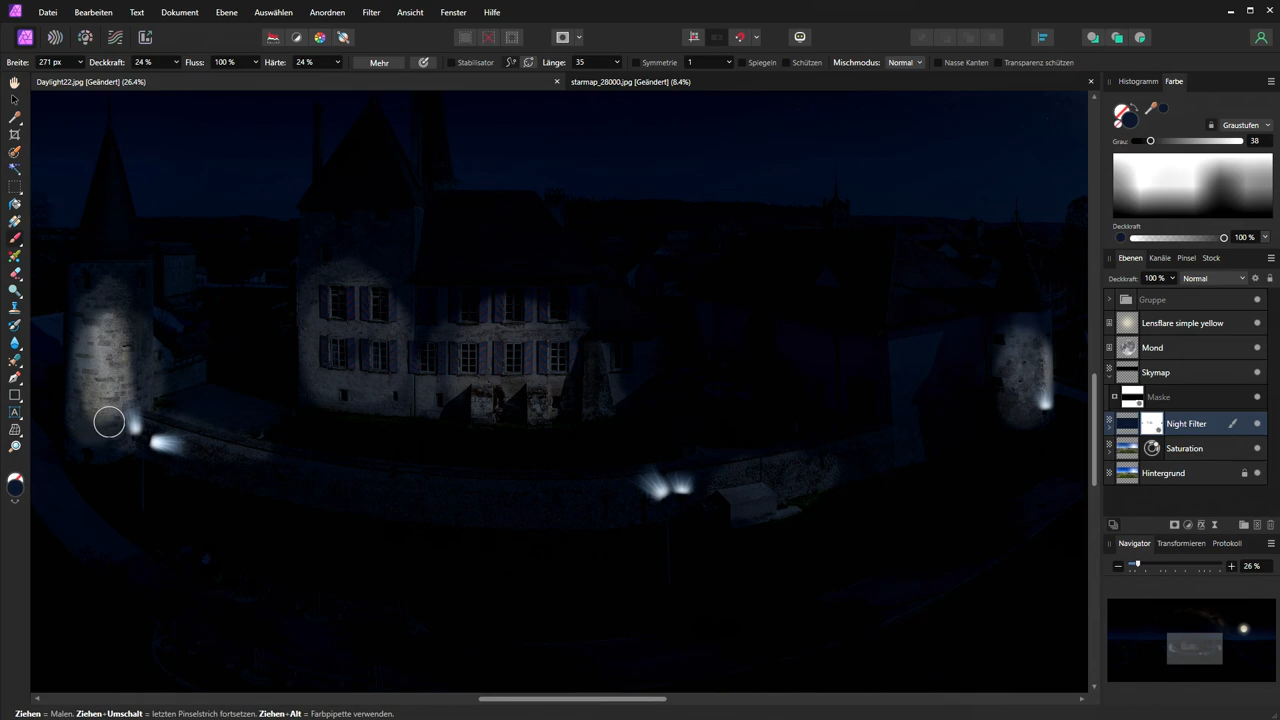 Datei Bearbeiten Text Dokument Ebene Auswählen Anordnen Filter Ansicht Fenster Hilfe
Breite: 271 px Deckkraft: 24 % Fluss: 100 % Härte: 24 % Mehr Stabilisator Länge: 35 Symmetrie 1 Spiegeln Schützen Mischmodus: Normal Nasse Kanten Transparenz schützen
Daylight22.jpg [Geändert] (26.4%) × starmap_28000.jpg [Geändert] (8.4%) ×
Histogramm Farbe
Graustufen
Grau: 38
Deckkraft
100 %
Ebenen Kanäle Pinsel Stock
Deckkraft: 100 % Normal
Gruppe
Lensflare simple yellow
Mond
Skymap
Maske
Night Filter
Saturation
Hintergrund
Navigator Transformieren Protokoll
26 %
Ziehen = Malen. Ziehen+Umschalt = letzten Pinselstrich fortsetzen. Ziehen+Alt = Farbpipette verwenden.